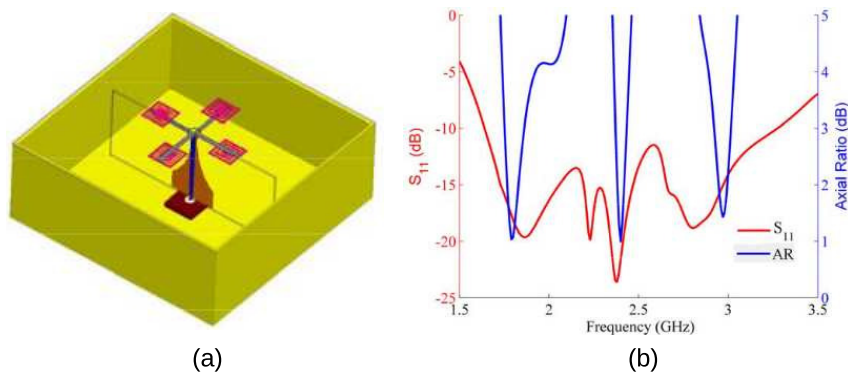 0
-5
-10
-15
-20
-25
S11 (dB)
5
4
3
2
1
0
Axial Ratio (dB)
S11
AR
1.5 2 2.5 3 3.5
Frequency (GHz)
(a) (b)